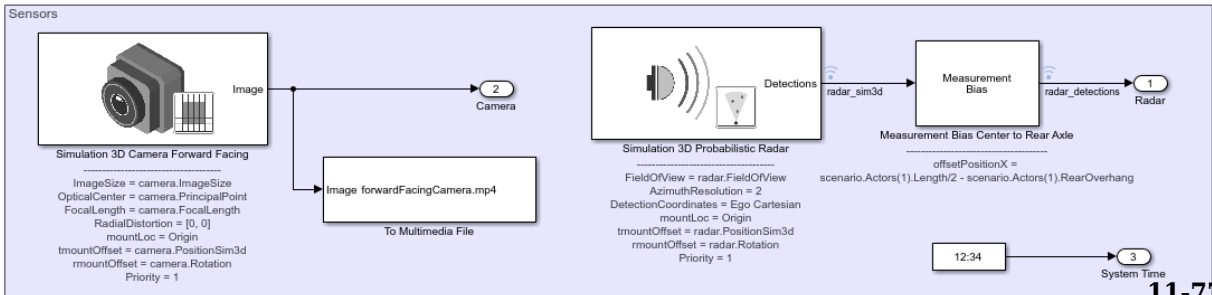 Sensors
Image
2
Camera
Simulation 3D Camera Forward Facing
----------------------------------------
ImageSize = camera.ImageSize
OpticalCenter = camera.PrincipalPoint
FocalLength = camera.FocalLength
RadialDistortion = [0, 0]
mountLoc = Origin
tmountOffset = camera.PositionSim3d
rmountOffset = camera.Rotation
Priority = 1
Image forwardFacingCamera.mp4
To Multimedia File
Detections
radar_sim3d
Simulation 3D Probabilistic Radar
----------------------------------------
FieldOfView = radar.FieldOfView
AzimuthResolution = 2
DetectionCoordinates = Ego Cartesian
mountLoc = Origin
tmountOffset = radar.PositionSim3d
rmountOffset = radar.Rotation
Priority = 1
Measurement
Bias
radar_detections
1
Radar
Measurement Bias Center to Rear Axle
----------------------------------------
offsetPositionX =
scenario.Actors(1).Length/2 - scenario.Actors(1).RearOverhang
12:34
3
System Time